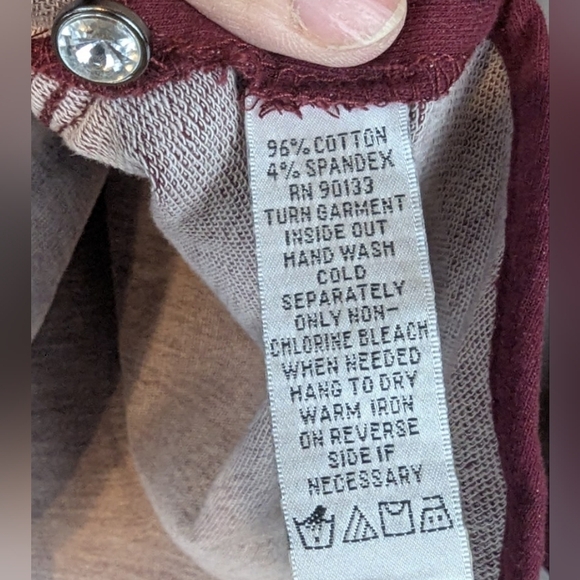 96% COTTON
4% SPANDEX
RN 90133
TURN GARMENT
INSIDE OUT
HAND WASH
COLD
SEPARATELY
ONLY NON-
CHLORINE BLEACH
WHEN NEEDED
HANG TO DRY
WARM IRON
ON REVERSE
SIDE IF
NECESSARY